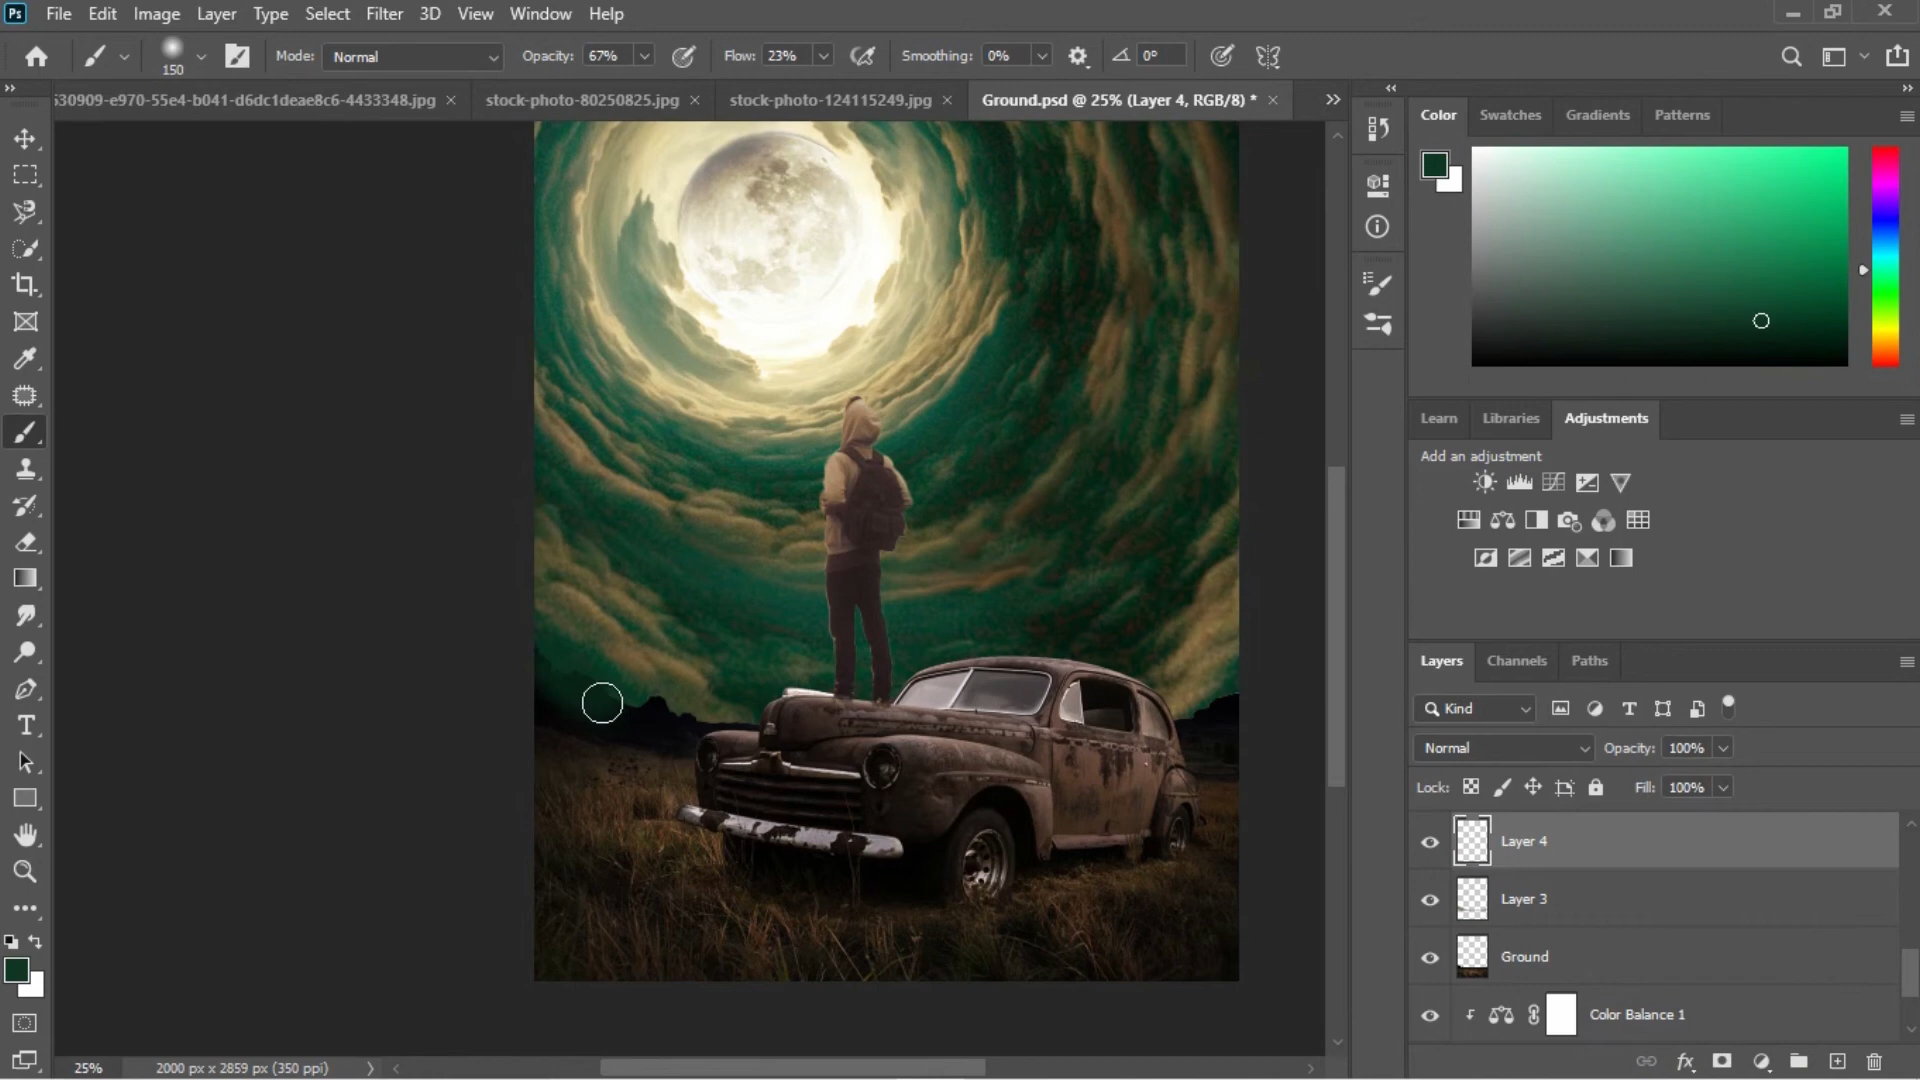 Ps File Edit Image Layer Type Select Filter 3D View Window Help
150 Mode: Normal Opacity: 67% Flow: 23% Smoothing: 0% 0°
530909-e970-55e4-b041-d6dc1deae8c6-4433348.jpg × stock-photo-80250825.jpg × stock-photo-124115249.jpg × Ground.psd @ 25% (Layer 4, RGB/8) * ×
Color Swatches Gradients Patterns
Learn Libraries Adjustments
Add an adjustment
Layers Channels Paths
Kind
Normal Opacity: 100%
Lock: Fill: 100%
Layer 4
Layer 3
Ground
Color Balance 1
25% 2000 px x 2859 px (350 ppi)
fx